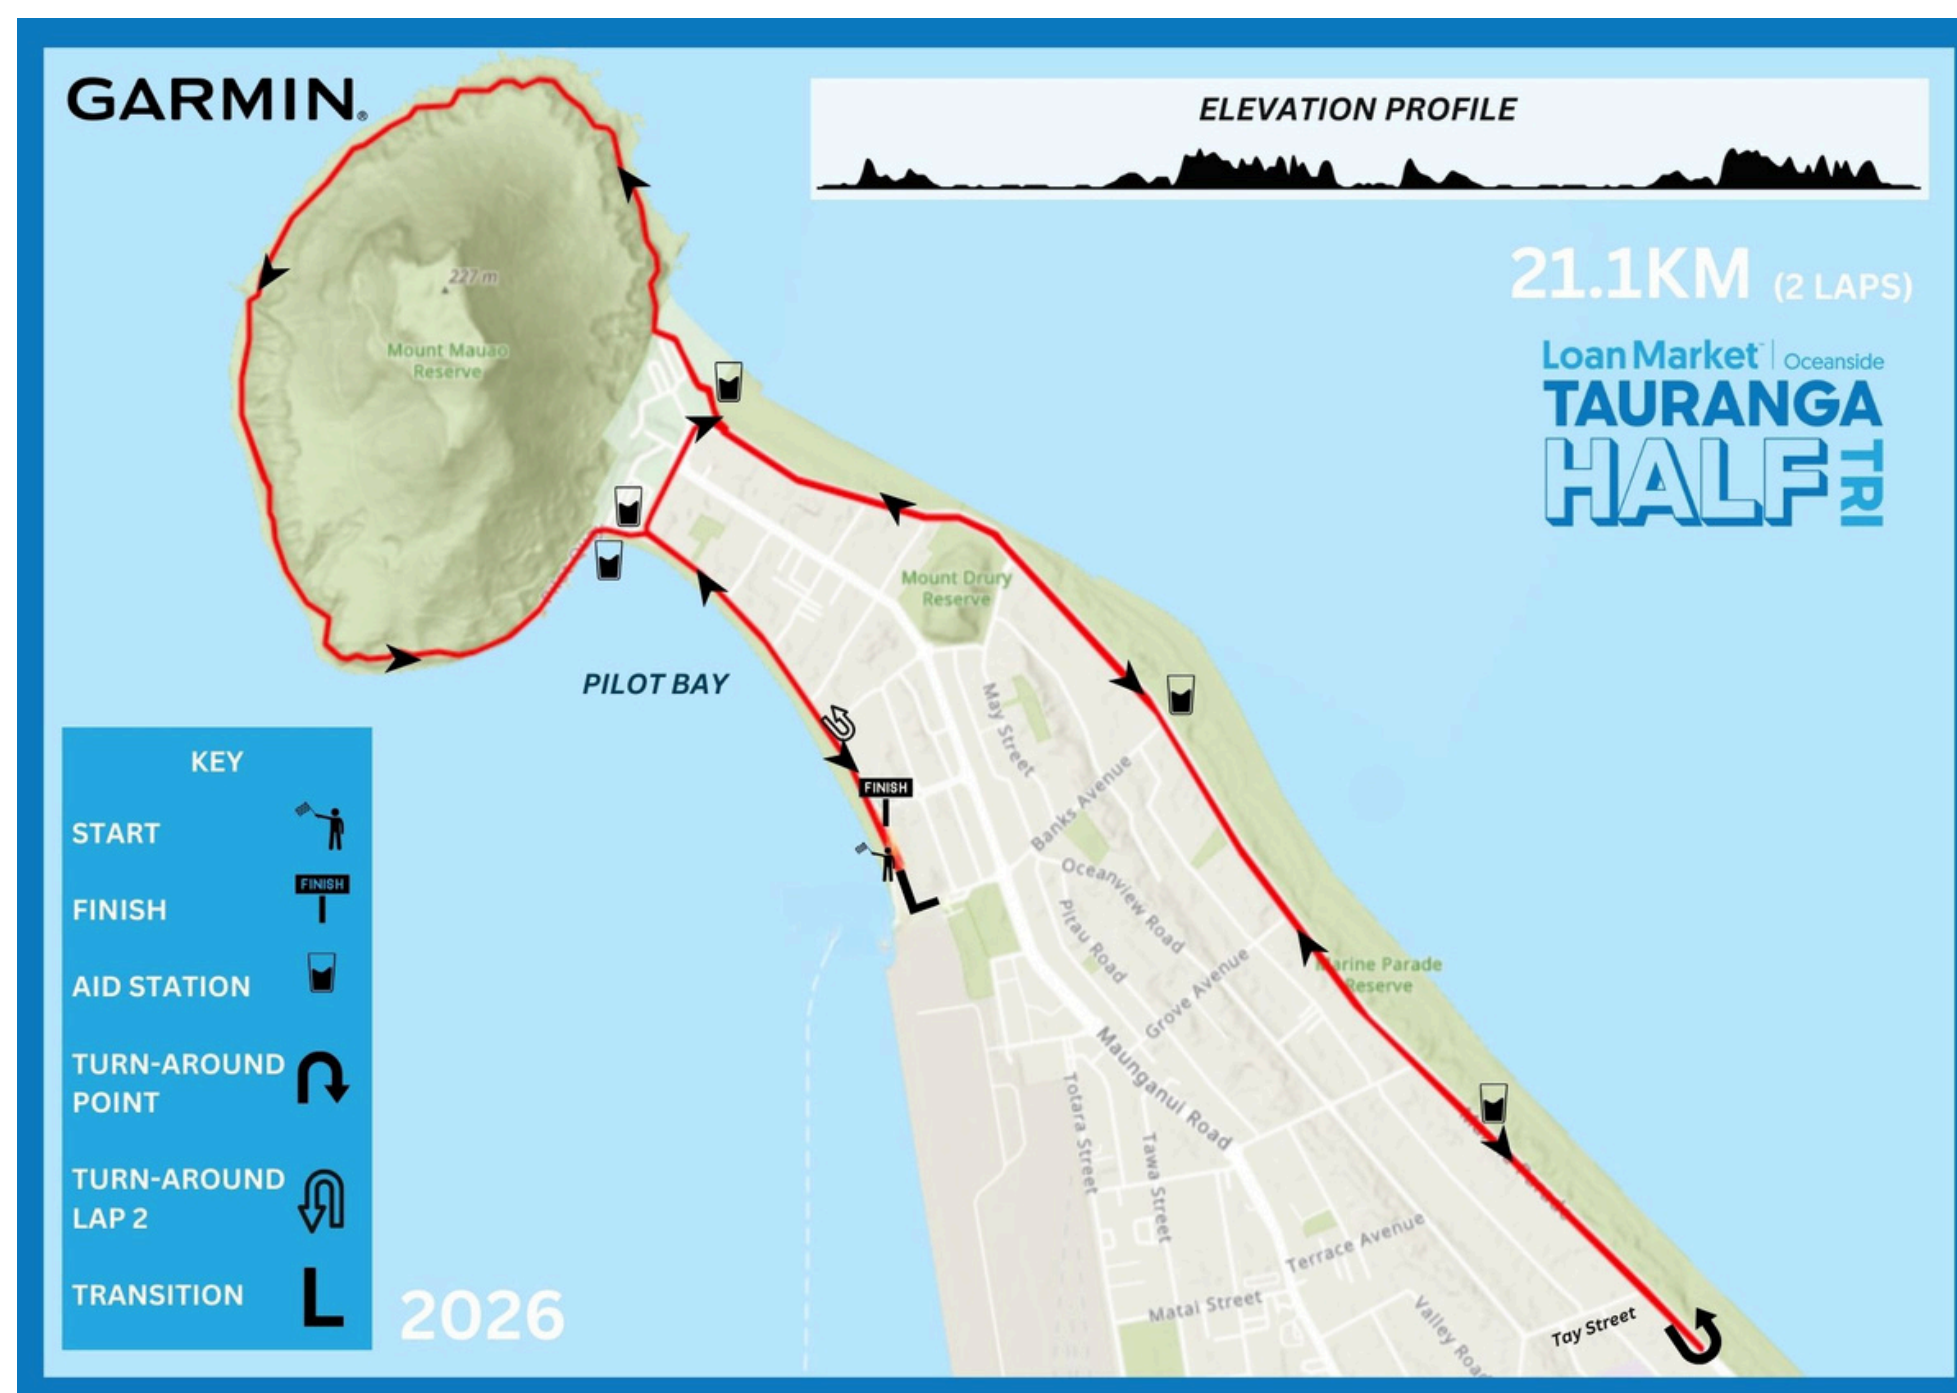 GARMIN®
ELEVATION PROFILE
21.1KM (2 LAPS)
LoanMarket™ | Oceanside
TAURANGA
HALF TRI
227 m
Mount Mauao
Reserve
Mount Drury
Reserve
PILOT BAY
May Street
Banks Avenue
FINISH
Oceanview Road
Pitau Road
Grove Avenue
Marine Parade
Reserve
Maunganui Road
Totara Street
Tawa Street
Terrace Avenue
Matai Street
Valley Road
Tay Street
KEY
START
FINISH
FINISH
AID STATION
TURN-AROUND
POINT
TURN-AROUND
LAP 2
TRANSITION
2026